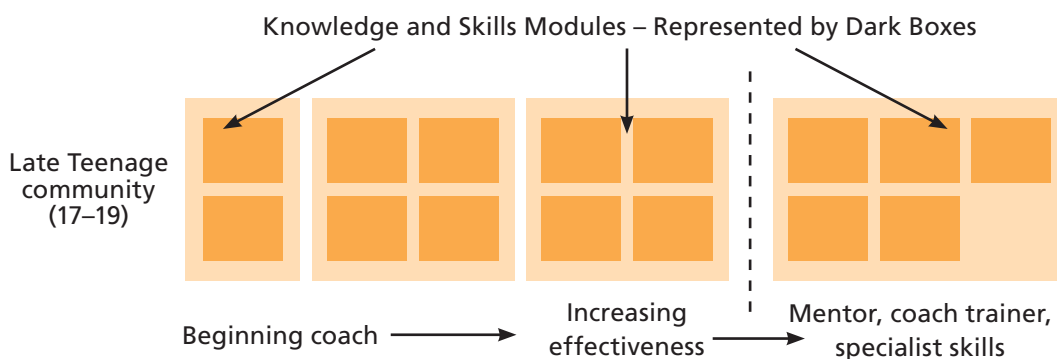 Knowledge and Skills Modules – Represented by Dark Boxes
Late Teenage
community
(17–19)
Beginning coach
Increasing
effectiveness
Mentor, coach trainer,
specialist skills